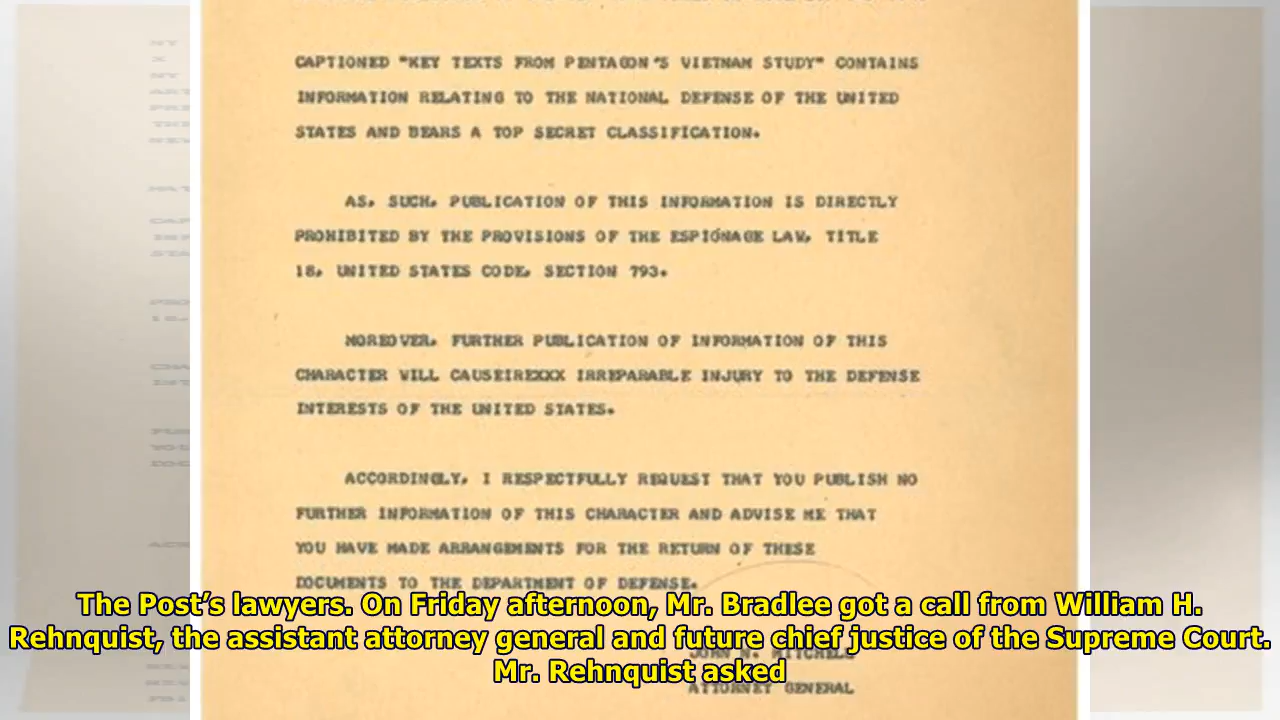 CAPTIONED "KEY TEXTS FROM PENTAGON'S VIETNAM STUDY" CONTAINS
INFORMATION RELATING TO THE NATIONAL DEFENSE OF THE UNITED
STATES AND BEARS A TOP SECRET CLASSIFICATION.
AS, SUCH, PUBLICATION OF THIS INFORMATION IS DIRECTLY
PROHIBITED BY THE PROVISIONS OF THE ESPIONAGE LAW, TITLE
18, UNITED STATES CODE, SECTION 793.
MOREOVER, FURTHER PUBLICATION OF INFORMATION OF THIS
CHARACTER WILL CAUSEIREXXX IRREPARABLE INJURY TO THE DEFENSE
INTERESTS OF THE UNITED STATES.
ACCORDINGLY, I RESPECTFULLY REQUEST THAT YOU PUBLISH NO
FURTHER INFORMATION OF THIS CHARACTER AND ADVISE ME THAT
YOU HAVE MADE ARRANGEMENTS FOR THE RETURN OF THESE
DOCUMENTS TO THE DEPARTMENT OF DEFENSE.
The Post’s lawyers. On Friday afternoon, Mr. Bradlee got a call from William H.
Rehnquist, the assistant attorney general and future chief justice of the Supreme Court.
JOHN N. MITCHELL
Mr. Rehnquist asked
ATTORNEY GENERAL